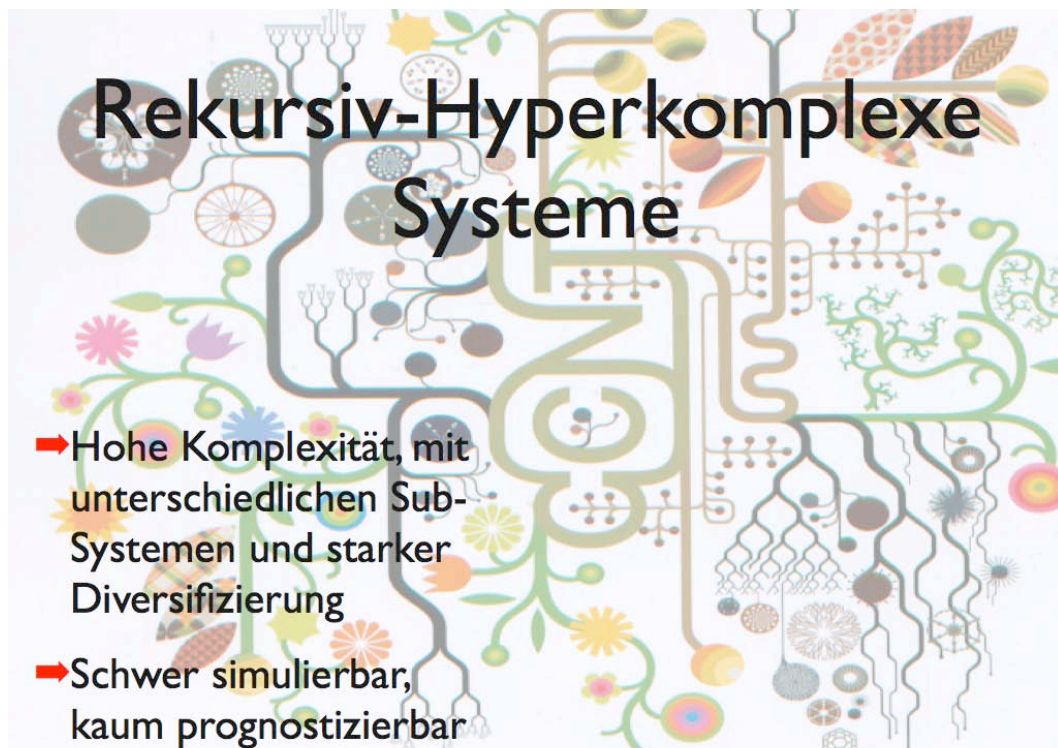 Rekursiv-Hyperkomplexe
Systeme
Hohe Komplexität, mit
unterschiedlichen Sub-
Systemen und starker
Diversifizierung
Schwer simulierbar,
kaum prognostizierbar